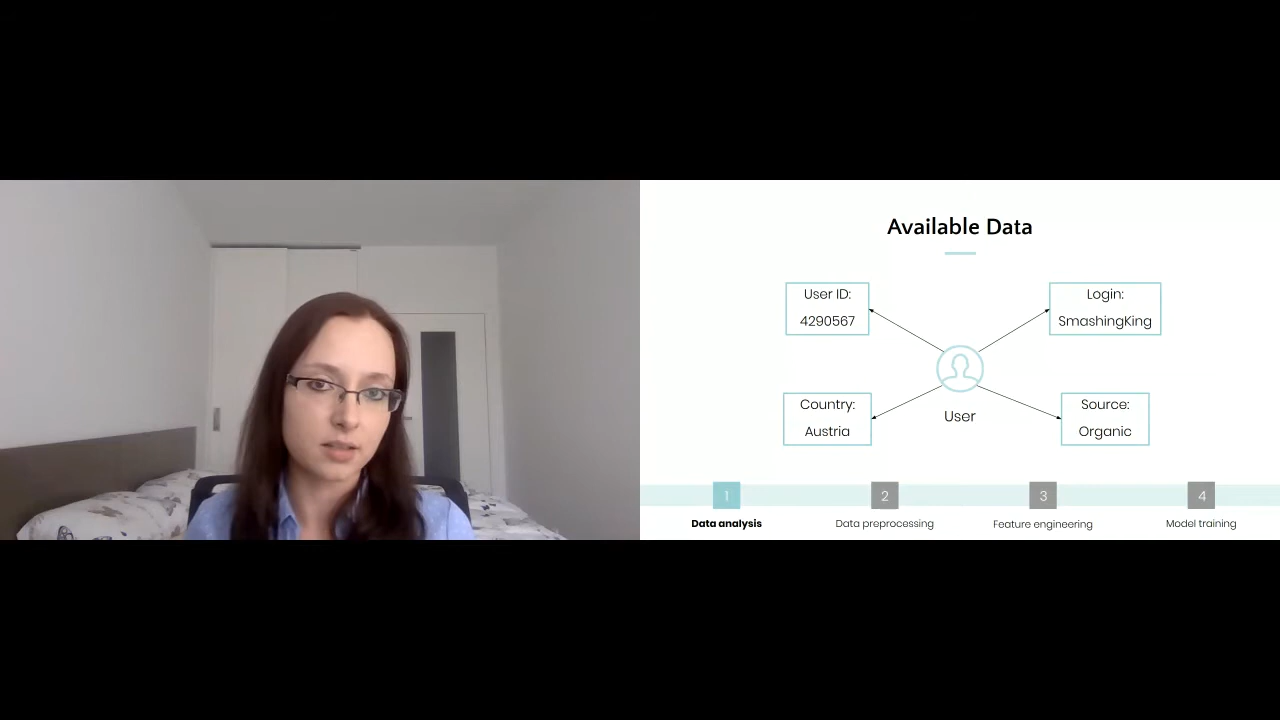 Available Data
User ID:
4290567
Login:
SmashingKing
Country:
Austria
User
Source:
Organic
1
2
3
4
Data analysis
Data preprocessing
Feature engineering
Model training